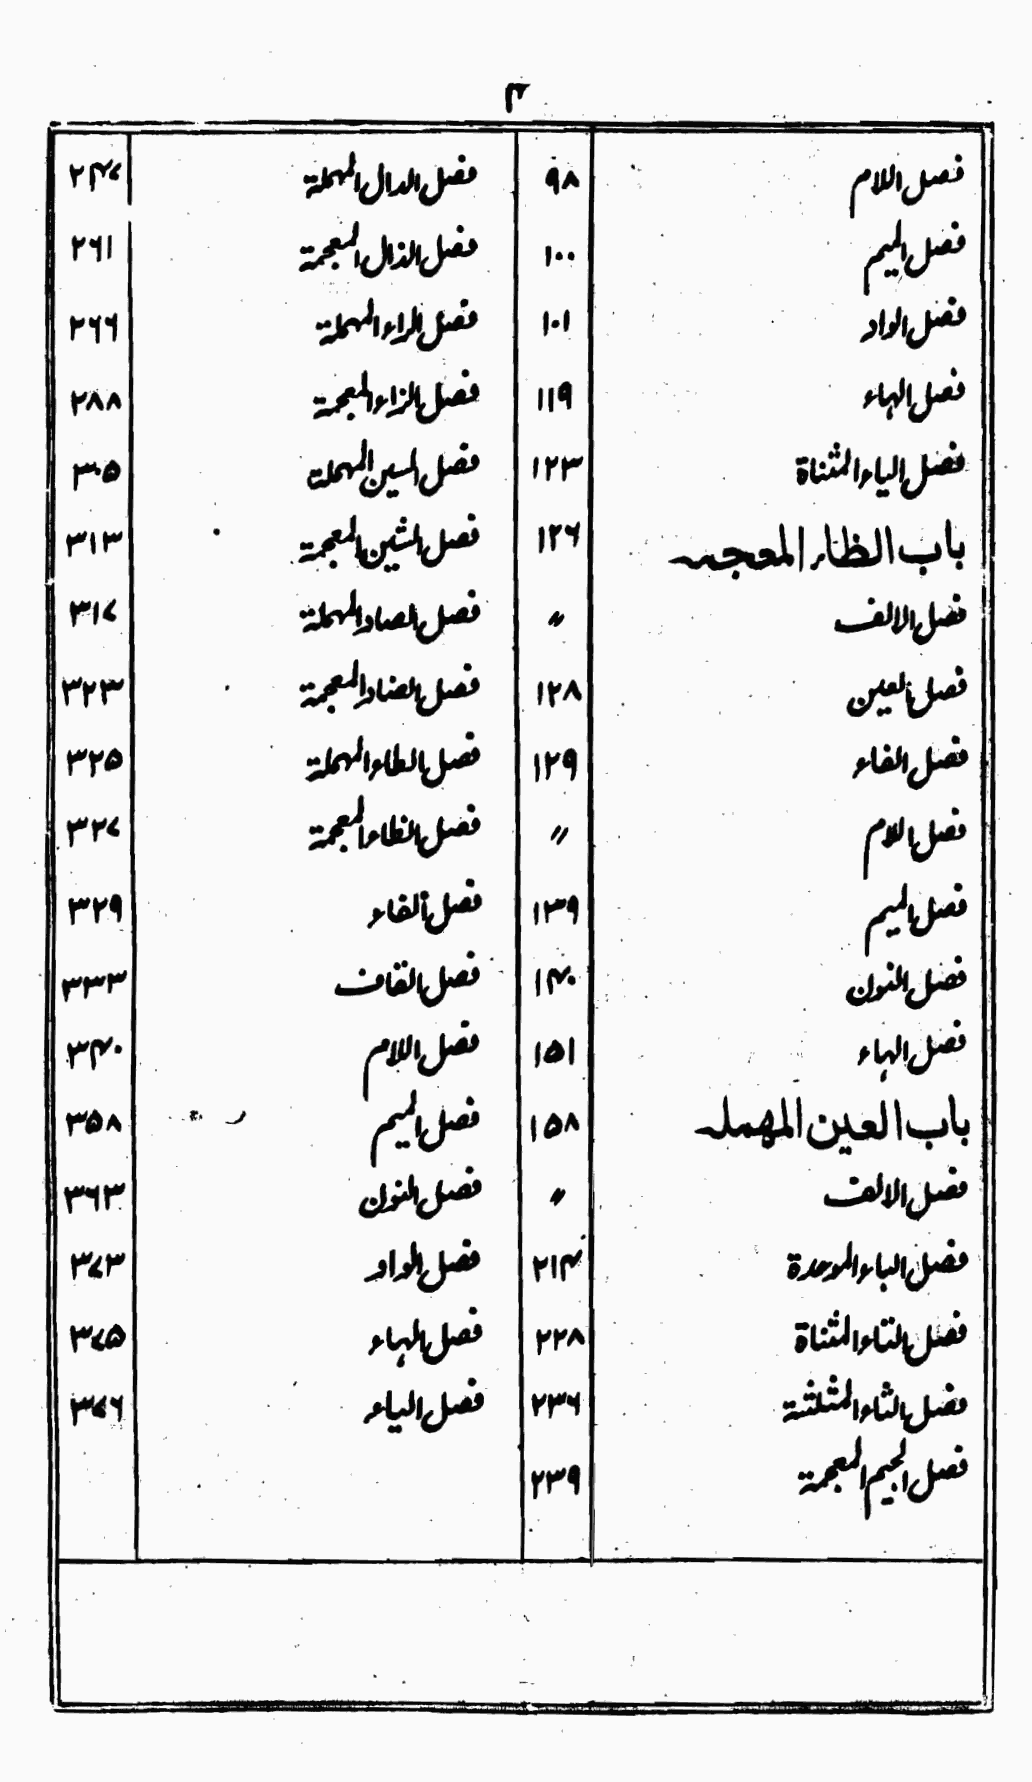 ۳
فصل اللام ۹۸
فصل الميم ۱۰۰
فصل الواو ۱۰۱
فصل الهاء ۱۱۹
فصل الياء المثناة ۱۲۳
باب الظاء المعجمه ۱۲۶
فصل الالف 〃
فصل العين ۱۲۸
فصل الفاء ۱۲۹
فصل اللام 〃
فصل الميم ۱۳۹
فصل النون ۱۴۰
فصل الهاء ۱۵۱
باب العين المهمله ۱۵۸
فصل الالف 〃
فصل الباء الموحدة ۲۱۴
فصل التاء المثناة ۲۲۸
فصل الثاء المثلثة ۲۳۶
فصل الجيم المعجمة ۲۳۹
فصل الدال المهملة ۲۴۷
فصل الذال المعجمة ۲۶۱
فصل الراء المهملة ۲۶۶
فصل الزاء المعجمة ۲۸۸
فصل السين المهملة ۳۰۵
فصل الشين المعجمة ۳۱۳
فصل الصاد المهملة ۳۱۷
فصل الضاد المعجمة ۳۲۳
فصل الطاء المهملة ۳۲۵
فصل الظاء المعجمة ۳۲۷
فصل الفاء ۳۲۹
فصل القاف ۳۳۳
فصل اللام ۳۴۰
فصل الميم ۳۵۸
فصل النون ۳۶۳
فصل الواو ۳۷۳
فصل الهاء ۳۷۵
فصل الياء ۳۷۶